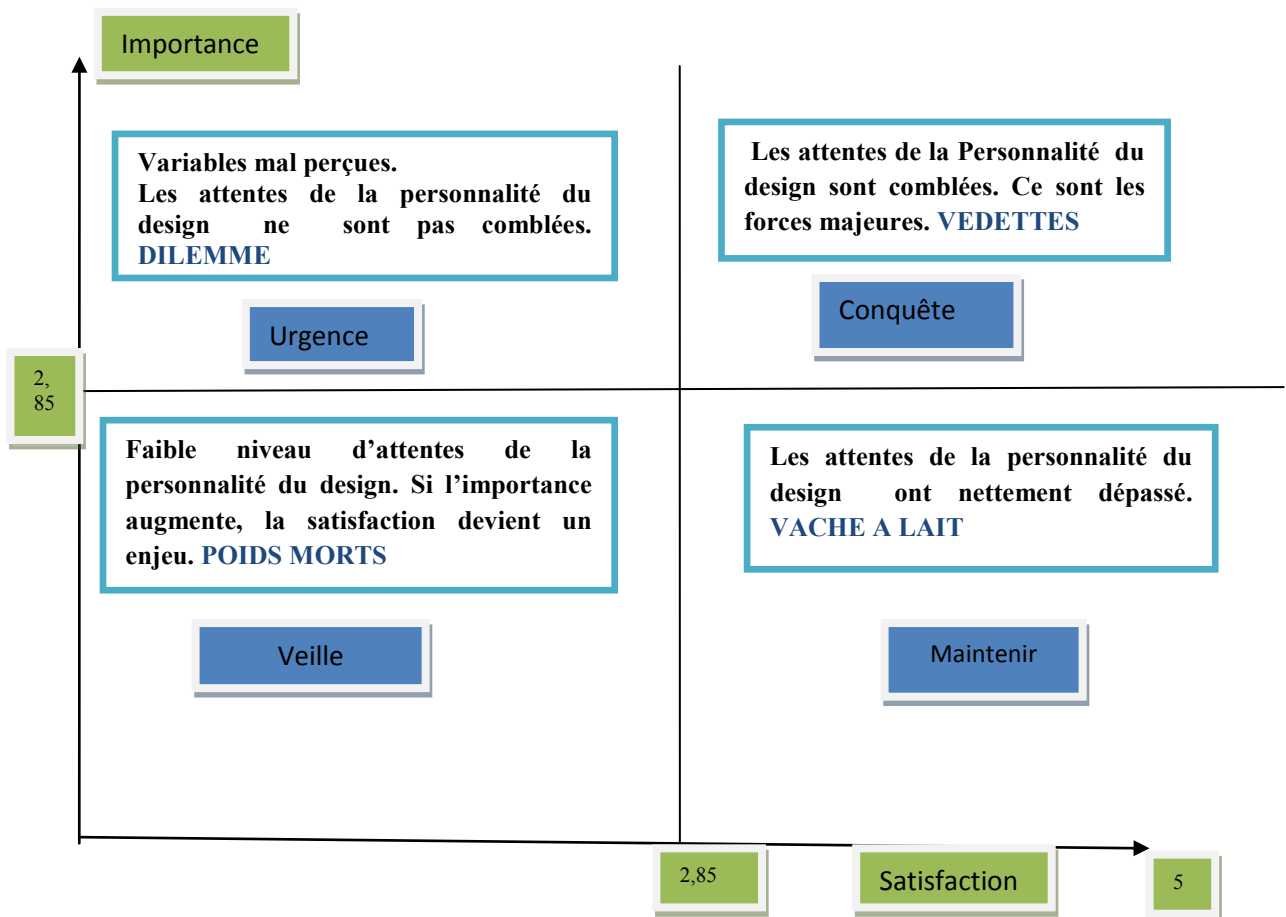 Importance
Variables mal perçues.
Les attentes de la personnalité du
design ne sont pas comblées.
DILEMME
Les attentes de la Personnalité du
design sont comblées. Ce sont les
forces majeures. VEDETTES
Urgence
Conquête
2,
85
Faible niveau d’attentes de la
personnalité du design. Si l’importance
augmente, la satisfaction devient un
enjeu. POIDS MORTS
Les attentes de la personnalité du
design ont nettement dépassé.
VACHE A LAIT
Veille
Maintenir
2,85
Satisfaction
5